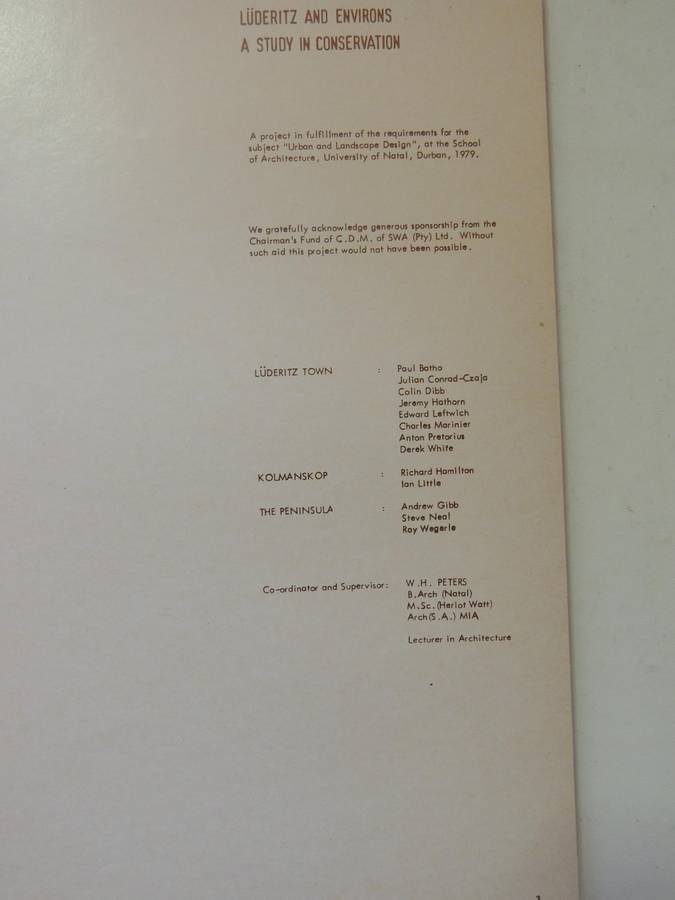 LÜDERITZ AND ENVIRONS
A STUDY IN CONSERVATION
A project in fulfillment of the requirements for the
subject "Urban and Landscape Design", at the School
of Architecture, University of Natal, Durban, 1979.
We gratefully acknowledge generous sponsorship from the
Chairman's Fund of C.D.M. of SWA (Pty) Ltd. Without
such aid this project would not have been possible.
LÜDERITZ TOWN : Paul Batho
Julian Conrad-Czaja
Colin Dibb
Jeremy Hathorn
Edward Leftwich
Charles Marinier
Anton Pretorius
Derek White
KOLMANSKOP : Richard Hamilton
Ian Little
THE PENINSULA : Andrew Gibb
Steve Neal
Roy Wegerle
Co-ordinator and Supervisor: W.H. PETERS
B.Arch (Natal)
M.Sc. (Heriot Watt)
Arch(S.A.) MIA
Lecturer in Architecture